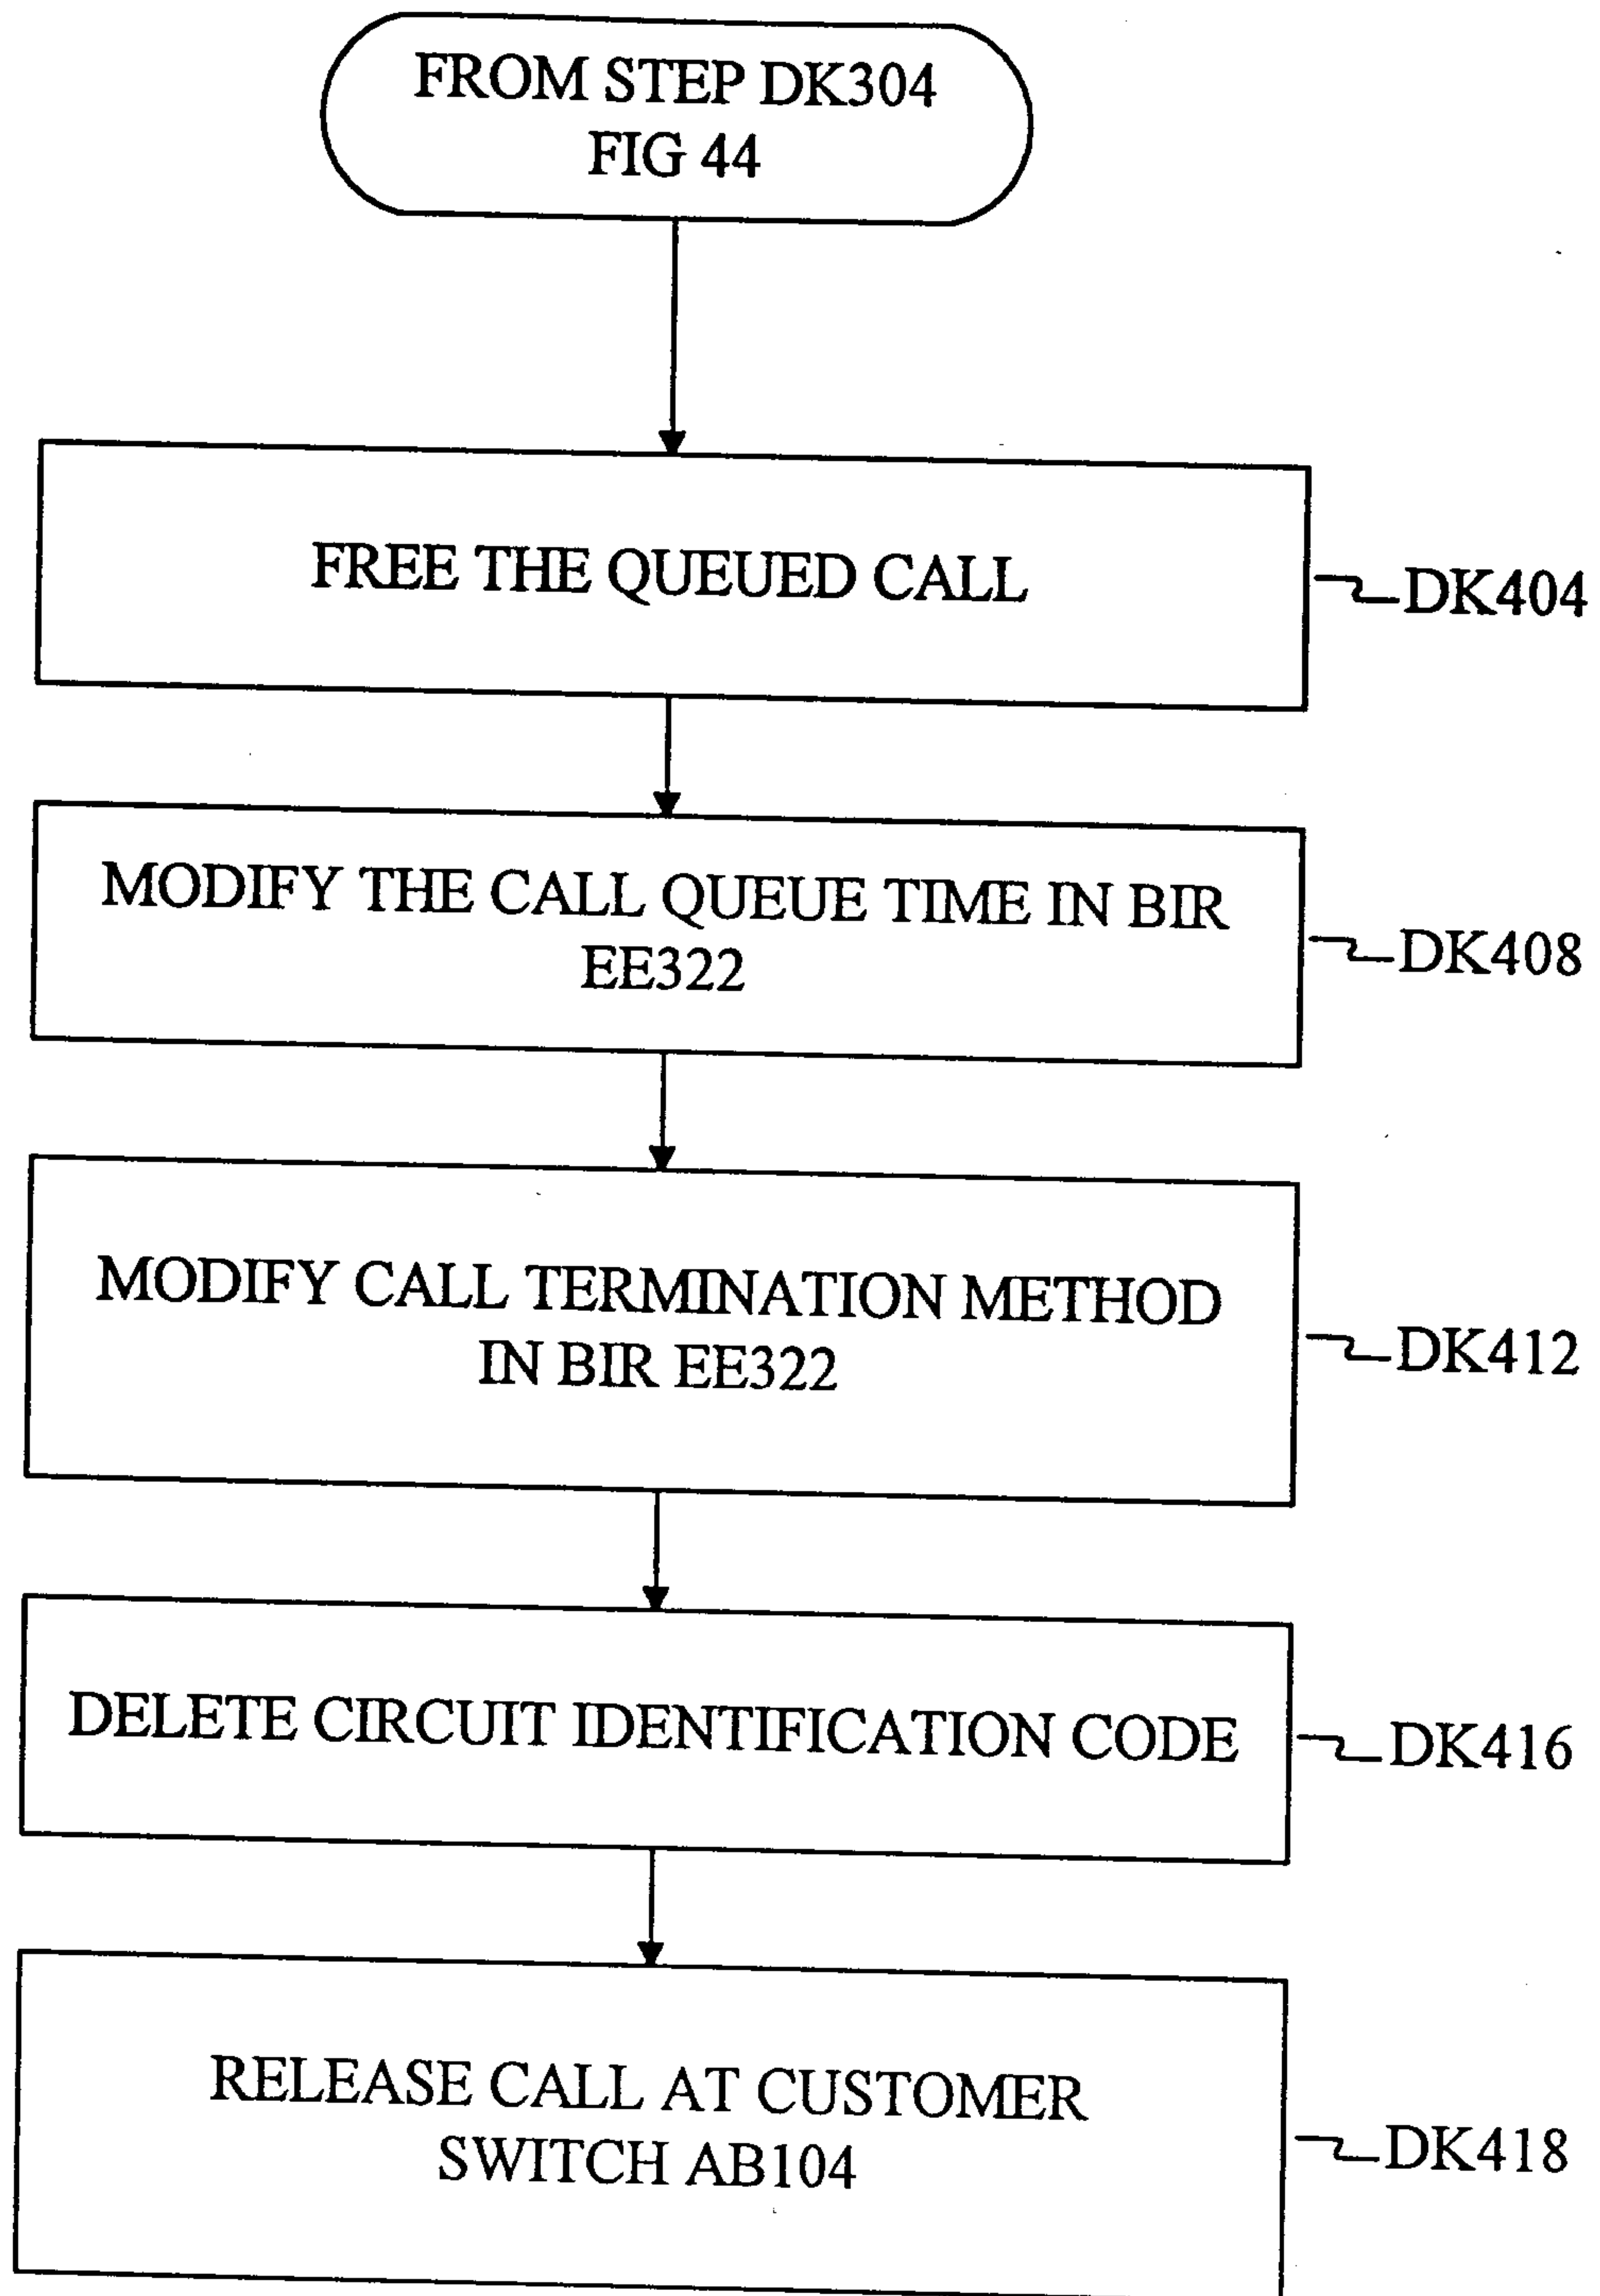 FROM STEP DK304
FIG 44
FREE THE QUEUED CALL
DK404
MODIFY THE CALL QUEUE TIME IN BIR
EE322
DK408
MODIFY CALL TERMINATION METHOD
IN BIR EE322
DK412
DELETE CIRCUIT IDENTIFICATION CODE
DK416
RELEASE CALL AT CUSTOMER
SWITCH AB104
DK418